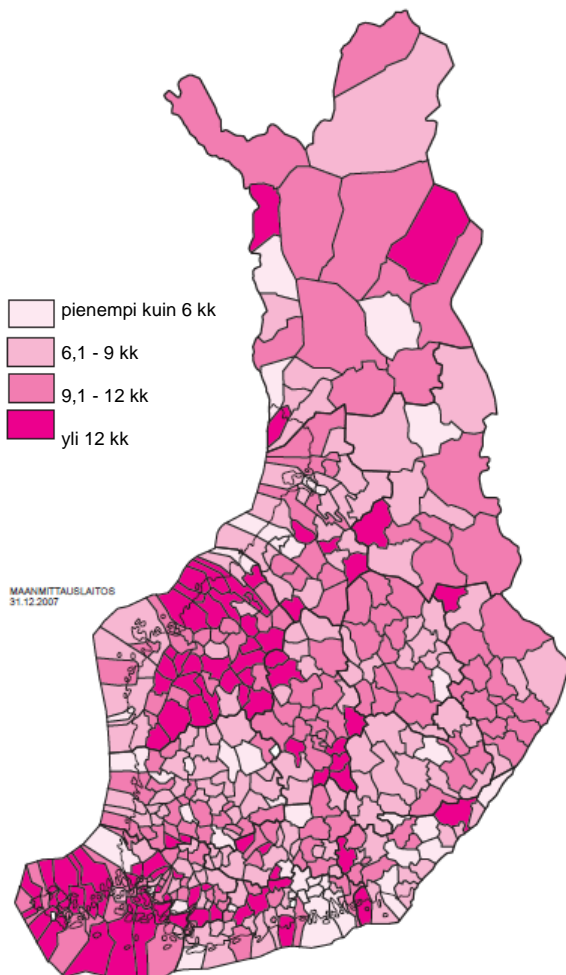 pienempi kuin 6 kk
6,1 - 9 kk
9,1 - 12 kk
yli 12 kk
MAANMITTAUSLAITOS
31.12.2007